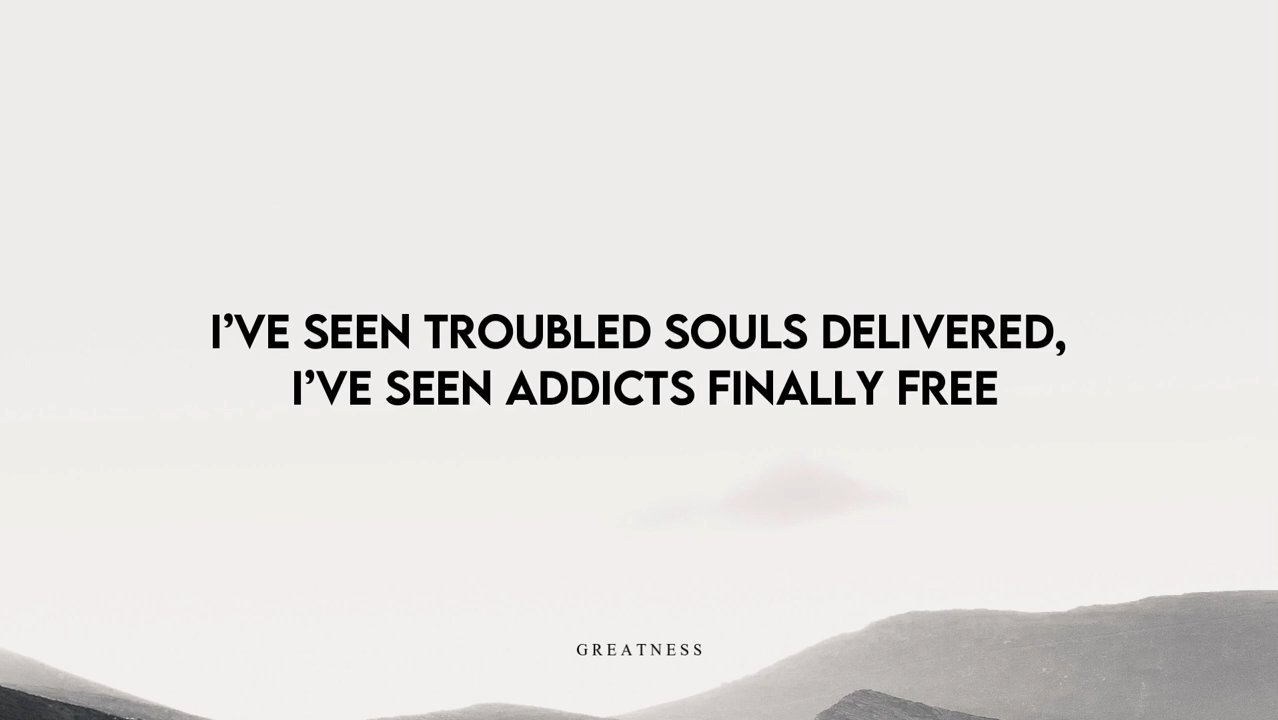 I’VE SEEN TROUBLED SOULS DELIVERED,
I’VE SEEN ADDICTS FINALLY FREE
GREATNESS